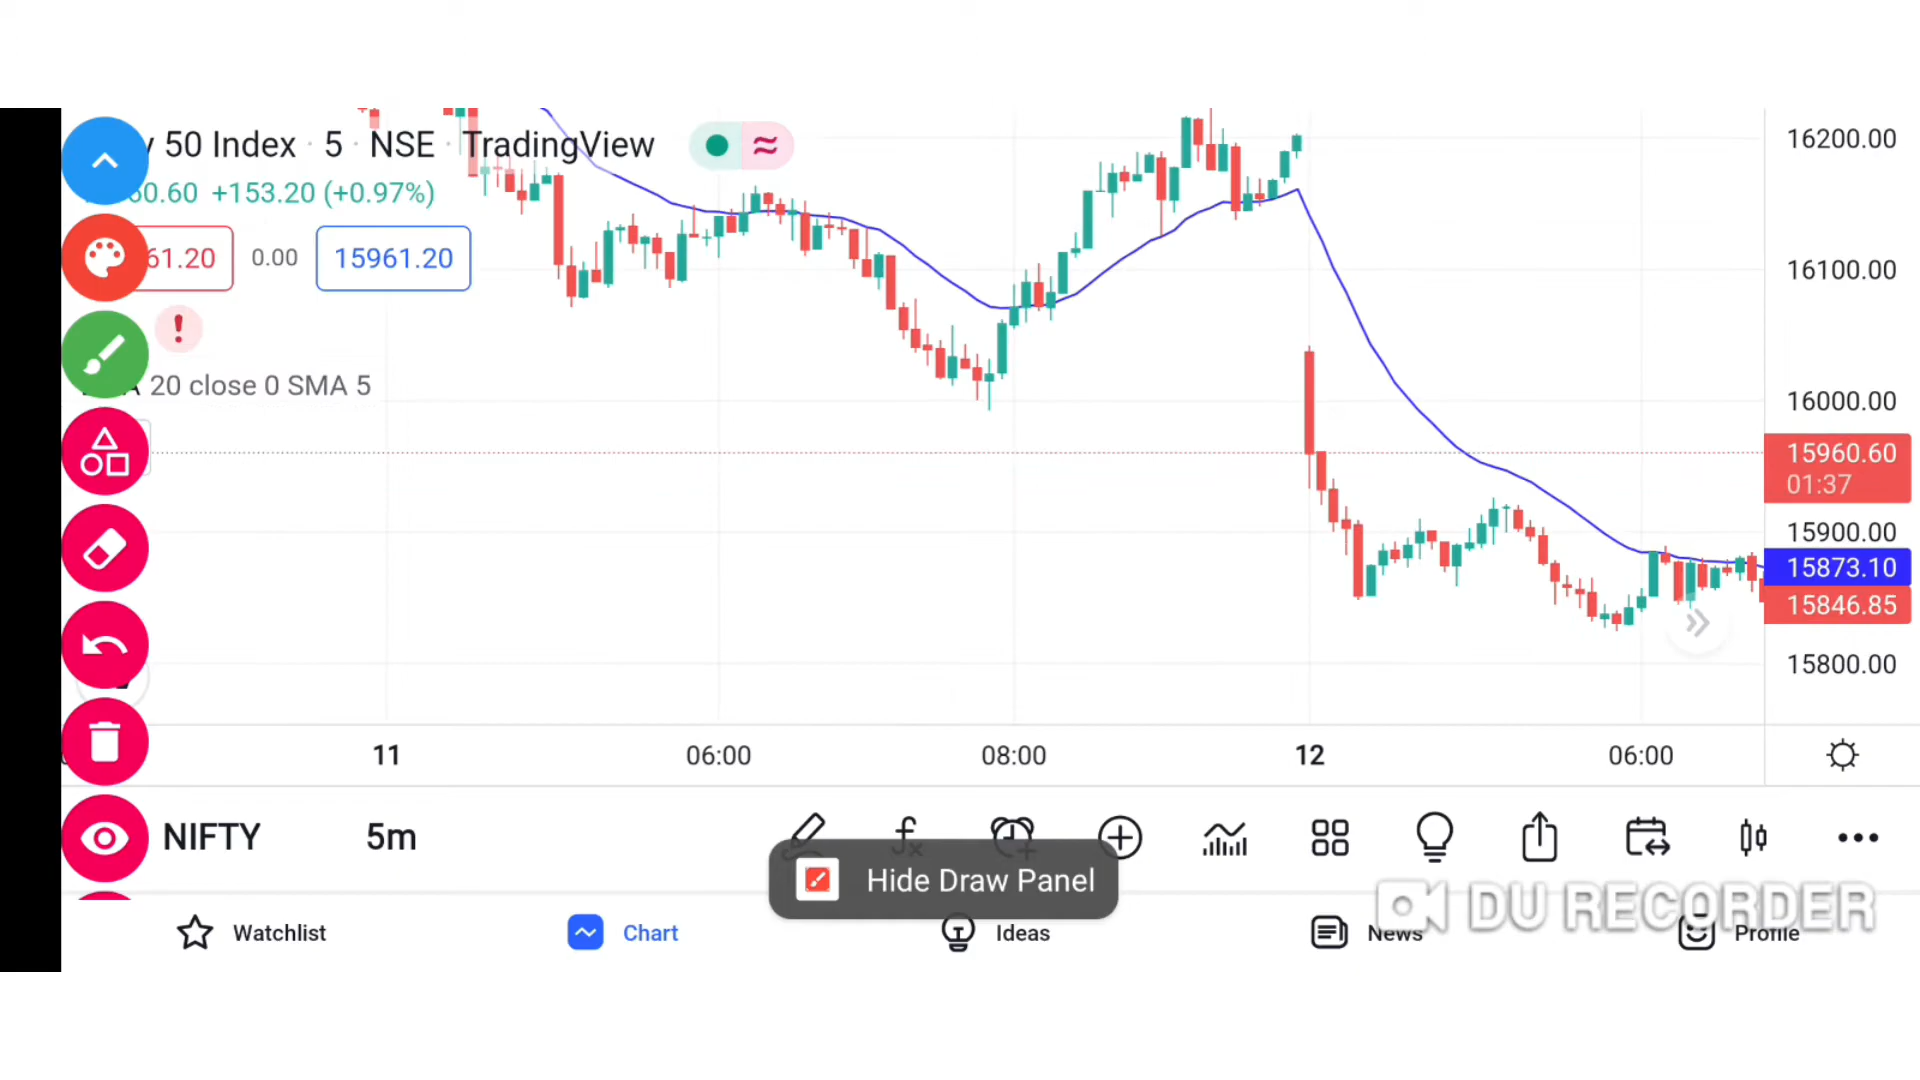 50 Index · 5 · NSE · TradingView
60.60 +153.20 (+0.97%)
61.20 0.00 15961.20
20 close 0 SMA 5
16200.00
16100.00
16000.00
15960.60
01:37
15900.00
15873.10
15846.85
15800.00
11 06:00 08:00 12 06:00
NIFTY 5m
Hide Draw Panel
DU RECORDER
Watchlist Chart Ideas News Profile